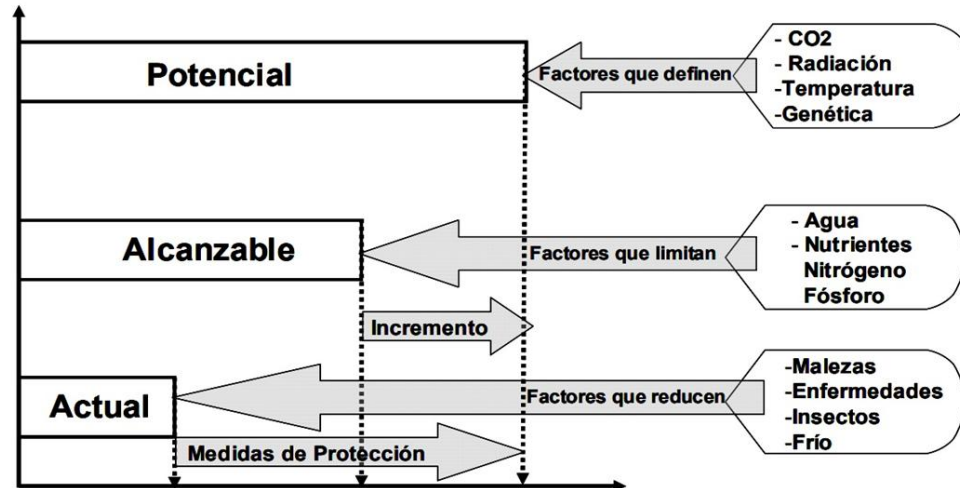 Potencial
Factores que definen
- CO2
- Radiación
-Temperatura
-Genética
Alcanzable
Factores que limitan
- Agua
- Nutrientes
Nitrógeno
Fósforo
Incremento
Actual
Factores que reducen
-Malezas
-Enfermedades
-Insectos
-Frío
Medidas de Protección